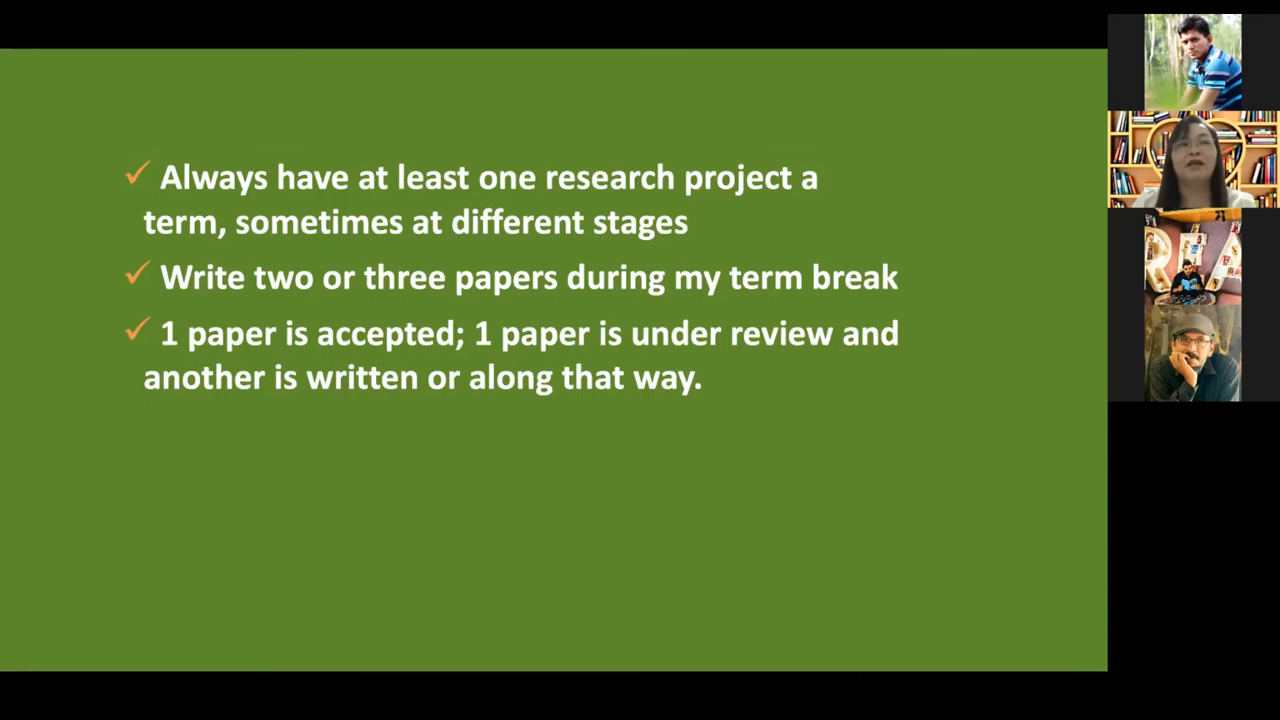 ✓ Always have at least one research project a
term, sometimes at different stages
✓ Write two or three papers during my term break
✓ 1 paper is accepted; 1 paper is under review and
another is written or along that way.